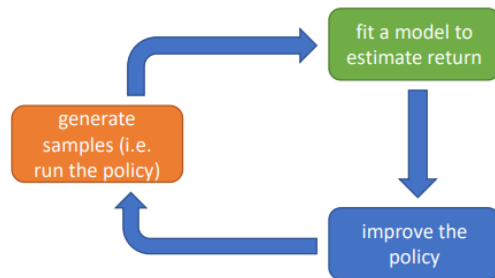 fit a model to
estimate return
generate
samples (i.e.
run the policy)
improve the
policy